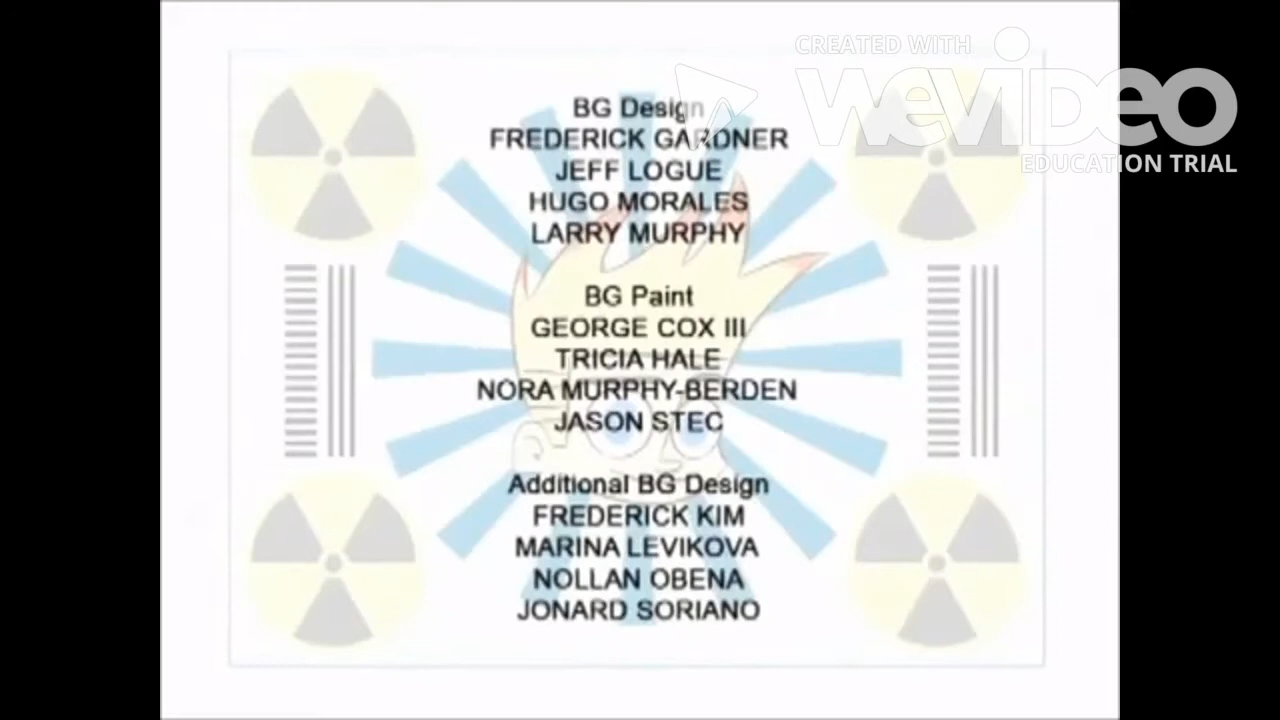 CREATED WITH
WEVIDEO
EDUCATION TRIAL
BG Design
FREDERICK GARDNER
JEFF LOGUE
HUGO MORALES
LARRY MURPHY
BG Paint
GEORGE COX III
TRICIA HALE
NORA MURPHY-BERDEN
JASON STEC
Additional BG Design
FREDERICK KIM
MARINA LEVIKOVA
NOLLAN OBENA
JONARD SORIANO